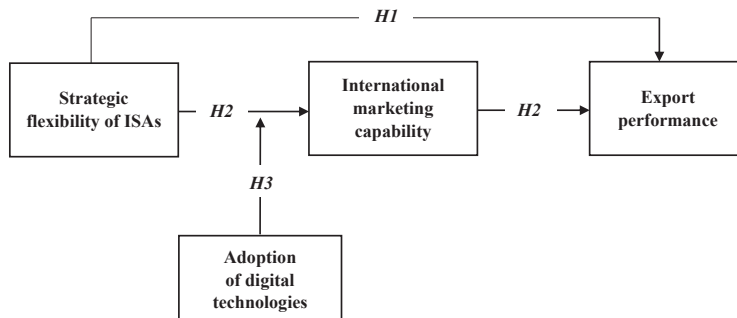 H1
Strategic
flexibility of ISAs
H2
International
marketing
capability
H2
Export
performance
H3
Adoption
of digital
technologies